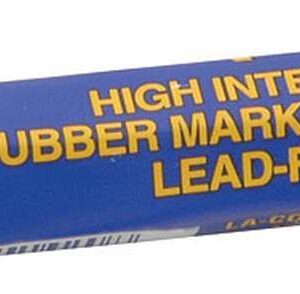 HIGH INTE
UBBER MARK
LEAD-
LA-CO